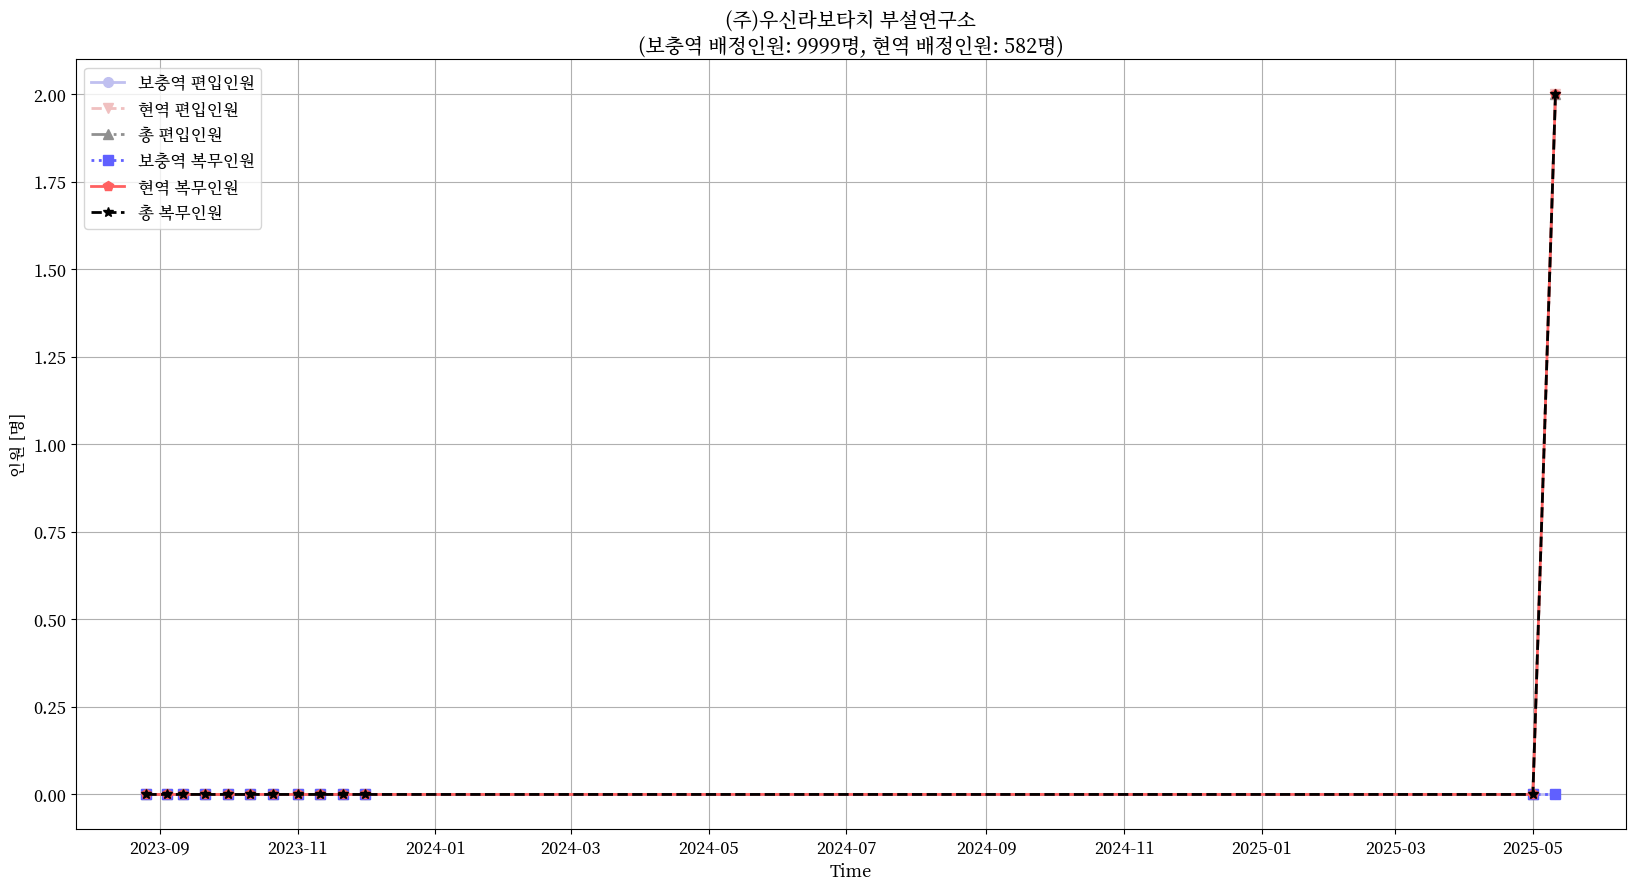 (주)우신라보타치 부설연구소
(보충역 배정인원: 9999명, 현역 배정인원: 582명)
보충역 편입인원
현역 편입인원
총 편입인원
보충역 복무인원
현역 복무인원
총 복무인원
2.00
1.75
1.50
1.25
1.00
0.75
0.50
0.25
0.00
인원 [명]
2023-09 2023-11 2024-01 2024-03 2024-05 2024-07 2024-09 2024-11 2025-01 2025-03 2025-05
Time